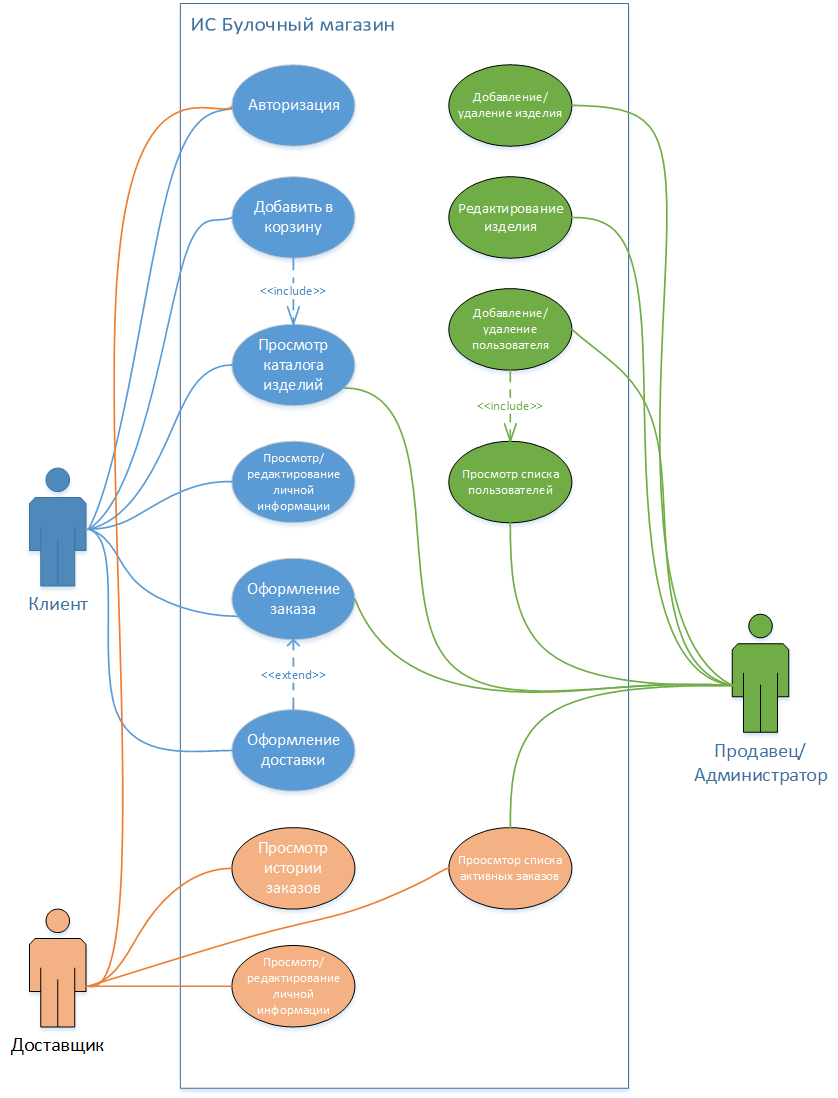 ИС Булочный магазин
Авторизация
Добавить в
корзину
<<include>>
Просмотр
каталога
изделий
Просмотр/
редактирование
личной
информации
Оформление
заказа
<<extend>>
Оформление
доставки
Просмотр
истории
заказов
Просмотр/
редактирование
личной
информации
Добавление/
удаление изделия
Редактирование
изделия
Добавление/
удаление
пользователя
<<include>>
Просмотр списка
пользователей
Проосмтор списка
активных заказов
Клиент
Доставщик
Продавец/
Администратор